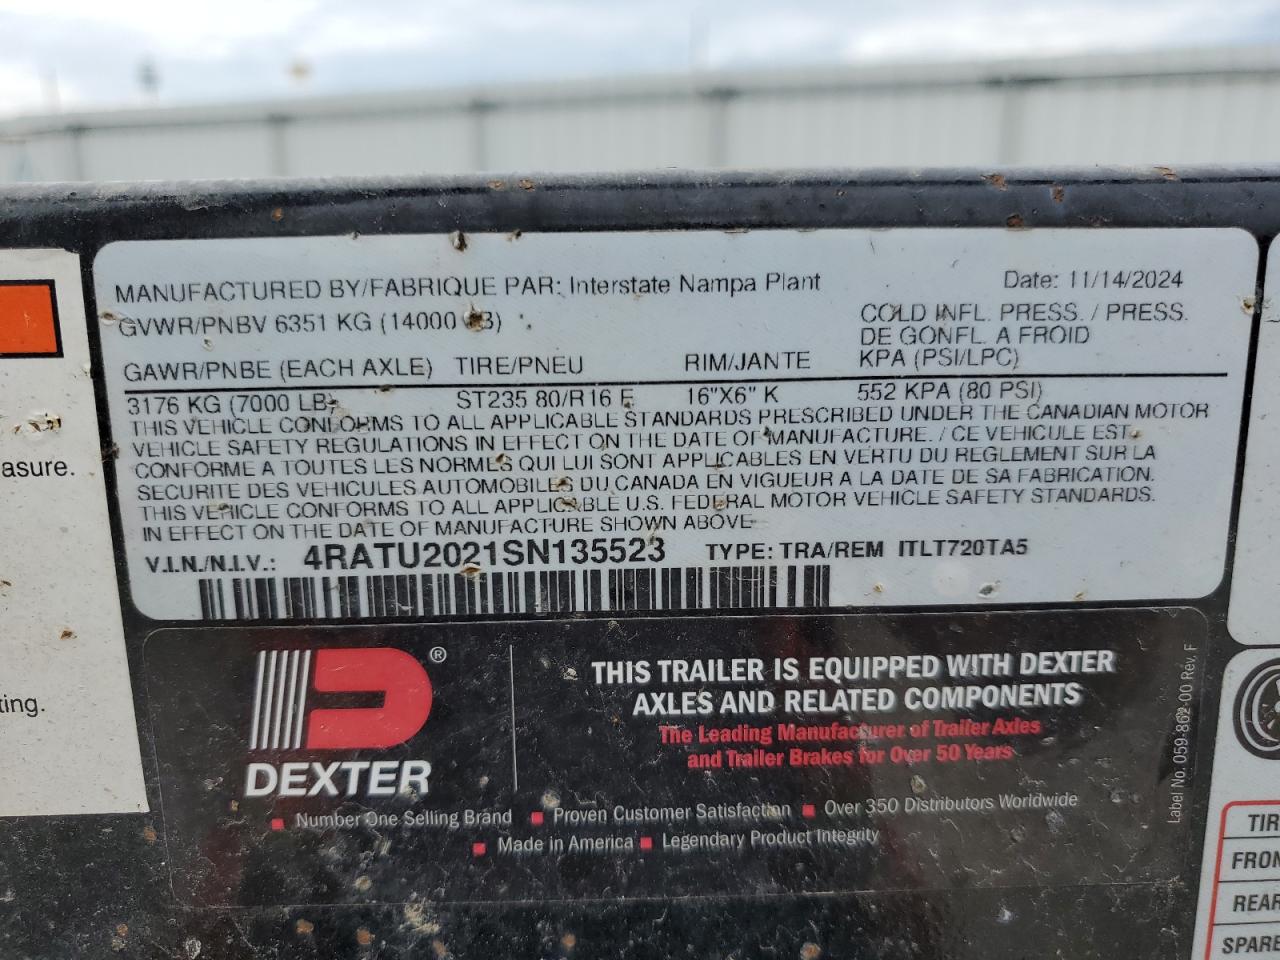 MANUFACTURED BY/FABRIQUE PAR: Interstate Nampa Plant
Date: 11/14/2024
GVWR/PNBV 6351 KG (14000 LB)
COLD INFL. PRESS. / PRESS.
DE GONFL. A FROID
GAWR/PNBE (EACH AXLE) TIRE/PNEU RIM/JANTE KPA (PSI/LPC)
3176 KG (7000 LB) ST235 80/R16 E 16"X6" K 552 KPA (80 PSI)
THIS VEHICLE CONFORMS TO ALL APPLICABLE STANDARDS PRESCRIBED UNDER THE CANADIAN MOTOR
VEHICLE SAFETY REGULATIONS IN EFFECT ON THE DATE OF MANUFACTURE. / CE VEHICULE EST
CONFORME A TOUTES LES NORMES QUI LUI SONT APPLICABLES EN VERTU DU REGLEMENT SUR LA
SECURITE DES VEHICULES AUTOMOBILES DU CANADA EN VIGUEUR A LA DATE DE SA FABRICATION.
THIS VEHICLE CONFORMS TO ALL APPLICABLE U.S. FEDERAL MOTOR VEHICLE SAFETY STANDARDS.
IN EFFECT ON THE DATE OF MANUFACTURE SHOWN ABOVE
V.I.N./N.I.V.: 4RATU2021SN135523 TYPE: TRA/REM ITLT720TA5
DEXTER ®
THIS TRAILER IS EQUIPPED WITH DEXTER
AXLES AND RELATED COMPONENTS
The Leading Manufacturer of Trailer Axles
and Trailer Brakes for Over 50 Years
Number One Selling Brand Proven Customer Satisfaction Over 350 Distributors Worldwide
Made in America Legendary Product Integrity
Label No. 059-862-00 Rev. F
asure.
ting.
TIR
FRON
REAR
SPARE